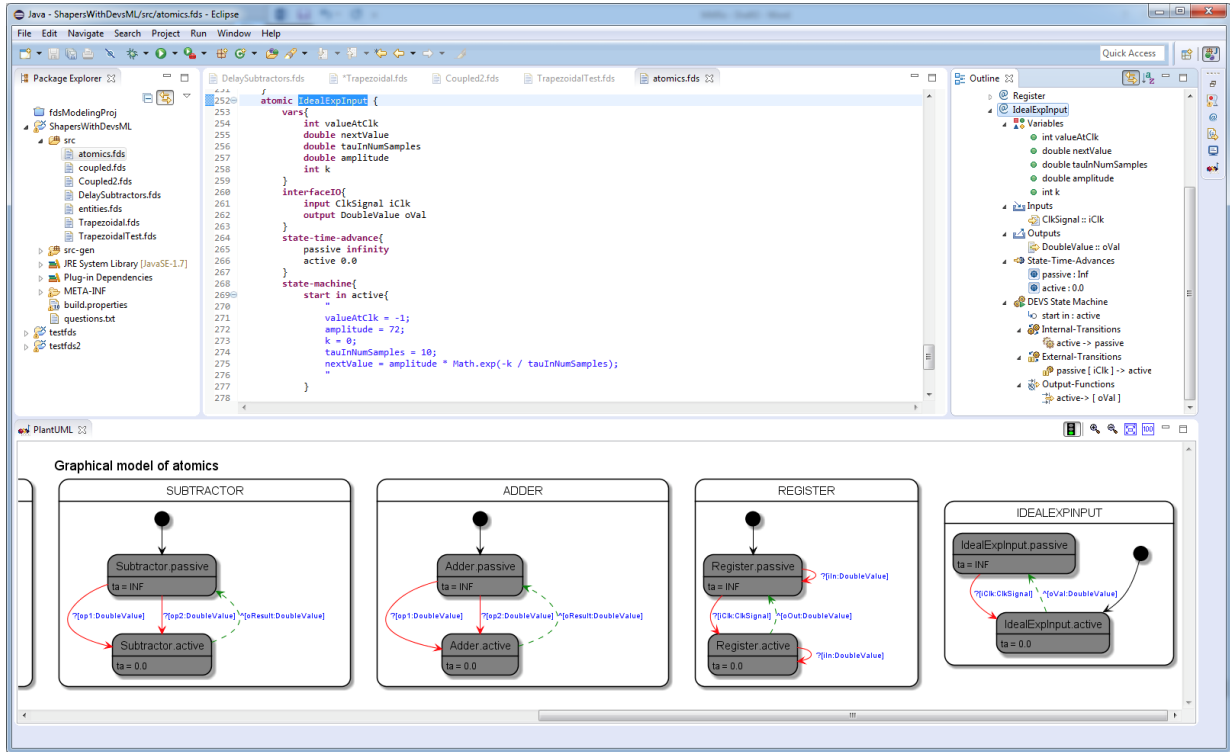 Java - ShapersWithDevsML/src/atomics.fds - Eclipse
File Edit Navigate Search Project Run Window Help
Quick Access
Package Explorer
fdsModelingProj
ShapersWithDevsML
src
atomics.fds
coupled.fds
Coupled2.fds
DelaySubtractors.fds
entities.fds
Trapezoidal.fds
TrapezoidalTest.fds
src-gen
JRE System Library [JavaSE-1.7]
Plug-in Dependencies
META-INF
build.properties
questions.txt
testfds
testfds2
DelaySubtractors.fds *Trapezoidal.fds Coupled2.fds TrapezoidalTest.fds atomics.fds
251 }
252 atomic IdealExpInput {
253 vars{
254 int valueAtClk
255 double nextValue
256 double tauInNumSamples
257 double amplitude
258 int k
259 }
260 interfaceIO{
261 input ClkSignal iClk
262 output DoubleValue oVal
263 }
264 state-time-advance{
265 passive infinity
266 active 0.0
267 }
268 state-machine{
269 start in active{
270 "
271 valueAtClk = -1;
272 amplitude = 72;
273 k = 0;
274 tauInNumSamples = 10;
275 nextValue = amplitude * Math.exp(-k / tauInNumSamples);
276 "
277 }
278
Outline
Register
IdealExpInput
Variables
int valueAtClk
double nextValue
double tauInNumSamples
double amplitude
int k
Inputs
ClkSignal :: iClk
Outputs
DoubleValue :: oVal
State-Time-Advances
passive : Inf
active : 0.0
DEVS State Machine
start in : active
Internal-Transitions
active -> passive
External-Transitions
passive [ iClk ] -> active
Output-Functions
active-> [ oVal ]
PlantUML
100
Graphical model of atomics
SUBTRACTOR
Subtractor.passive
ta = INF
?[op1:DoubleValue] ?[op2:DoubleValue] ^[oResult:DoubleValue]
Subtractor.active
ta = 0.0
ADDER
Adder.passive
ta = INF
?[op1:DoubleValue] ?[op2:DoubleValue] ^[oResult:DoubleValue]
Adder.active
ta = 0.0
REGISTER
Register.passive
ta = INF
?[iIn:DoubleValue]
?[iClk:ClkSignal] ^[oOut:DoubleValue]
Register.active
ta = 0.0
?[iIn:DoubleValue]
IDEALEXPINPUT
IdealExpInput.passive
ta = INF
?[iClk:ClkSignal] ^[oVal:DoubleValue]
IdealExpInput.active
ta = 0.0